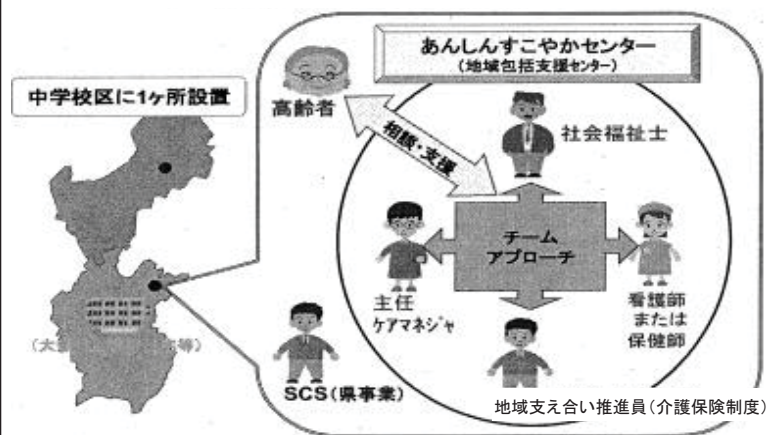 あんしんすこやかセンター
(地域包括支援センター)
中学校区に1ヶ所設置
高齢者
相談・支援
社会福祉士
チーム
アプローチ
主任
ケアマネジャ
看護師
または
保健師
(大
等)
SCS(県事業)
地域支え合い推進員(介護保険制度)